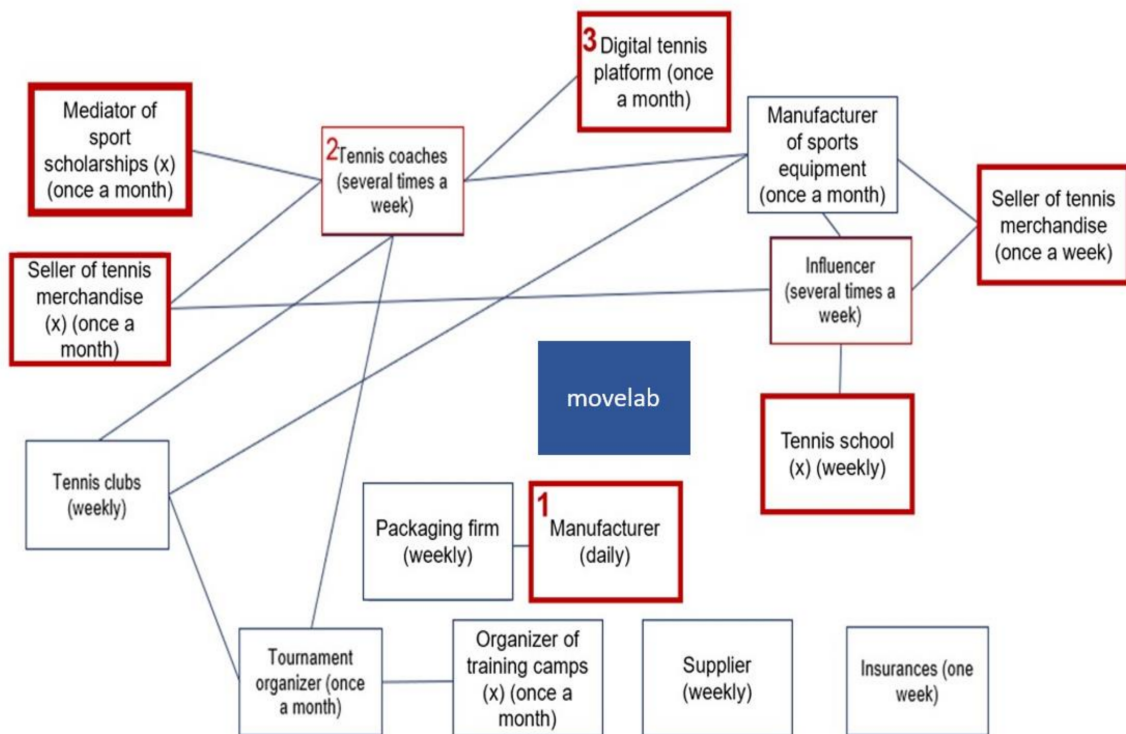 3 Digital tennis
platform (once
a month)
Mediator of
sport
scholarships (x)
(once a month)
2 Tennis coaches
(several times a
week)
Manufacturer
of sports
equipment
(once a month)
Seller of tennis
merchandise
(once a week)
Seller of tennis
merchandise
(x) (once a
month)
Influencer
(several times a
week)
movelab
Tennis school
(x) (weekly)
Tennis clubs
(weekly)
Packaging firm
(weekly)
1 Manufacturer
(daily)
Tournament
organizer (once
a month)
Organizer of
training camps
(x) (once a
month)
Supplier
(weekly)
Insurances (one
week)